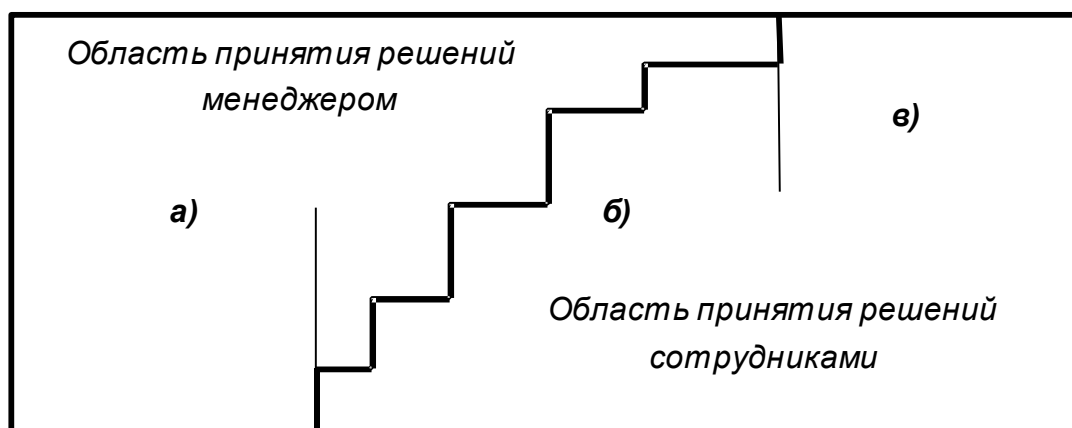 Область принятия решений
менеджером
в)
а)
б)
Область принятия решений
сотрудниками